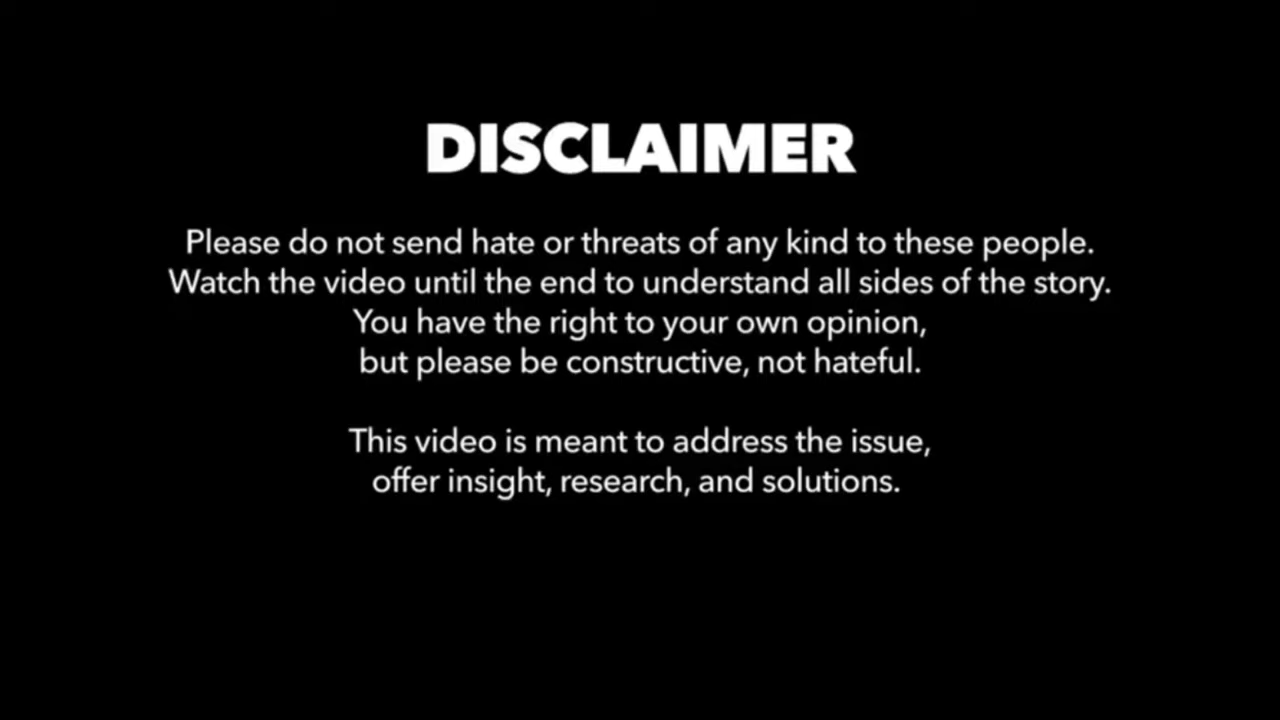 DISCLAIMER
Please do not send hate or threats of any kind to these people.
Watch the video until the end to understand all sides of the story.
You have the right to your own opinion,
but please be constructive, not hateful.
This video is meant to address the issue,
offer insight, research, and solutions.